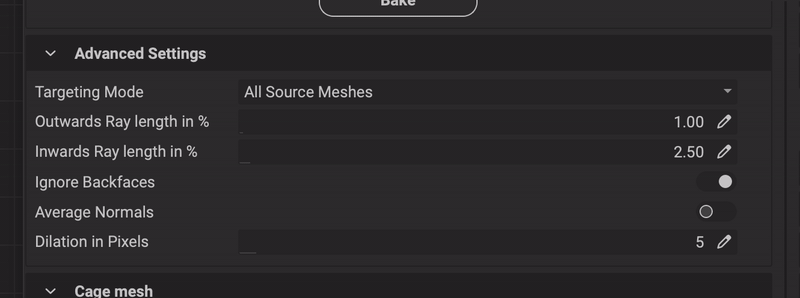 Bake
Advanced Settings
Targeting Mode All Source Meshes
Outwards Ray length in % 1.00
Inwards Ray length in % 2.50
Ignore Backfaces
Average Normals
Dilation in Pixels 5
Cage mesh